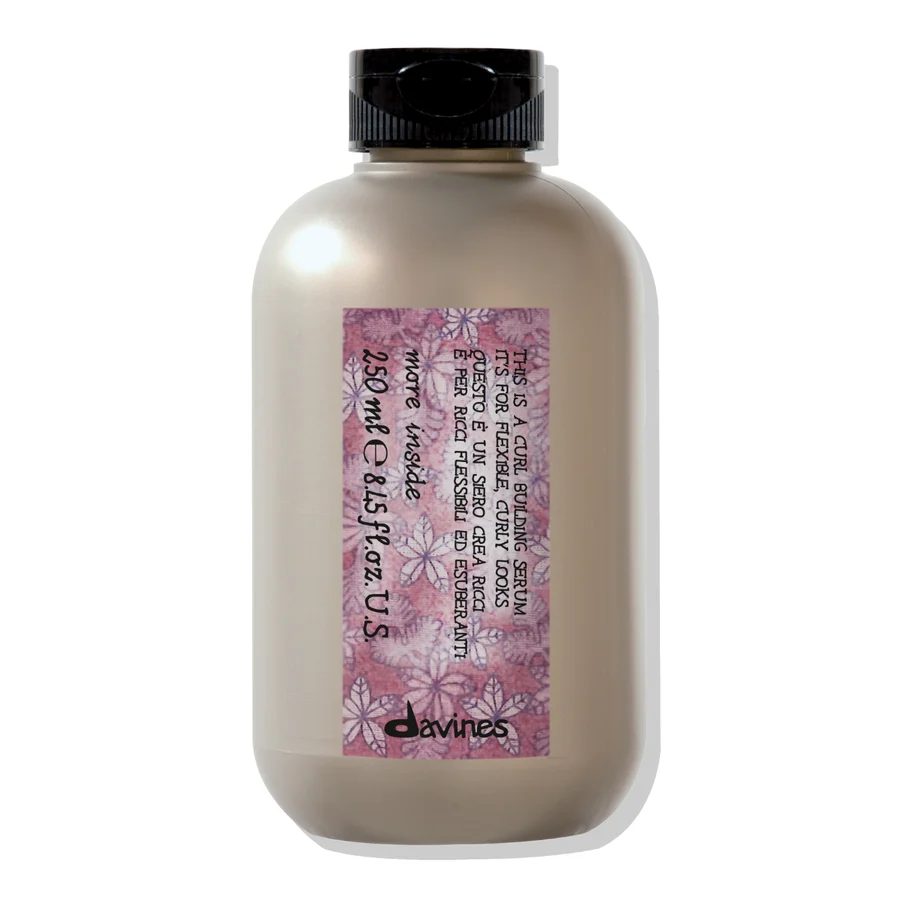 THIS IS A CURL BUILDING SERUM
IT'S FOR FLEXIBLE, CURLY LOOKS
QUESTO È UN SIERO CREA RICCI
È PER RICCI FLESSIBILI ED ESUBERANTI
more inside
250 ml ℮ 8.45 fl.oz. U.S.
davines